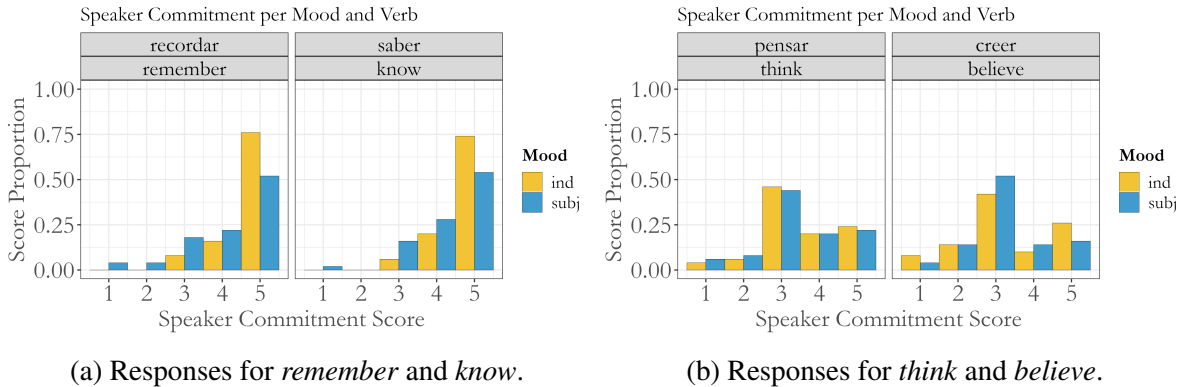 Speaker Commitment per Mood and Verb
recordar saber
remember know
1.00
0.75
0.50
0.25
0.00
Score Proportion
1 2 3 4 5 1 2 3 4 5
Speaker Commitment Score
Mood
ind
subj
(a) Responses for remember and know.
Speaker Commitment per Mood and Verb
pensar creer
think believe
1.00
0.75
0.50
0.25
0.00
Score Proportion
1 2 3 4 5 1 2 3 4 5
Speaker Commitment Score
Mood
ind
subj
(b) Responses for think and believe.